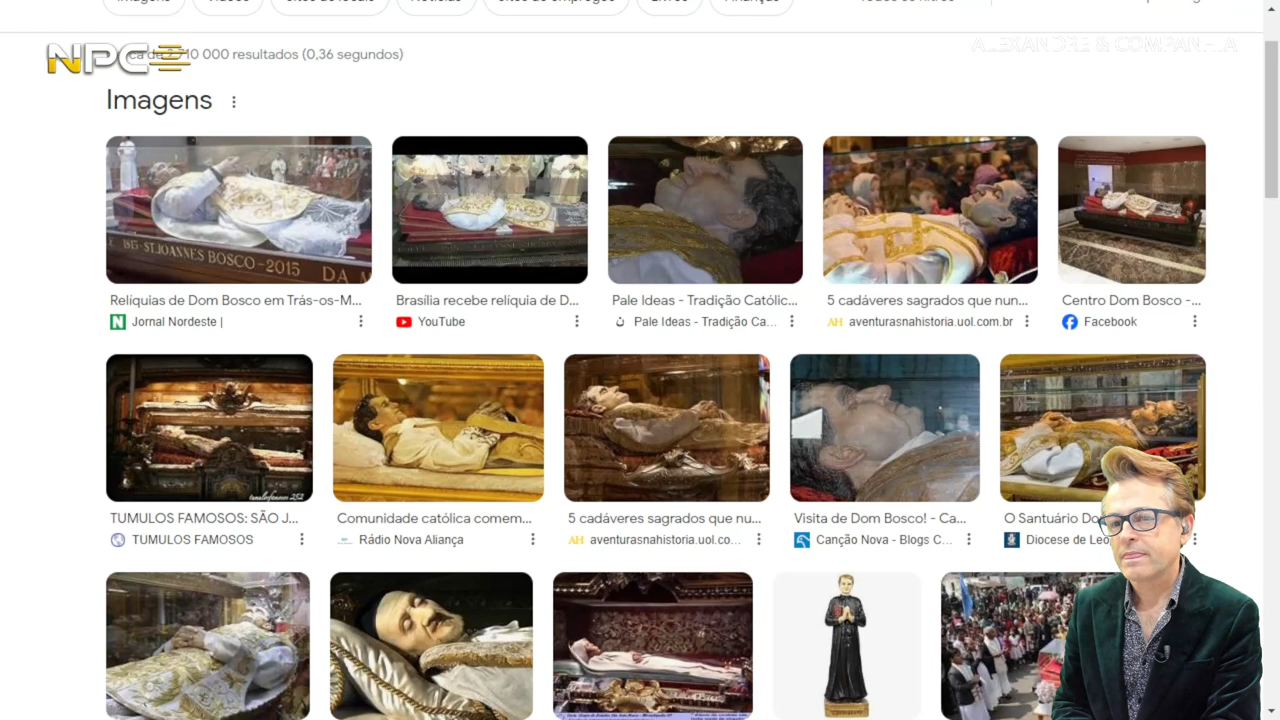 NPC
10 000 resultados (0,36 segundos)
ALEXANDRE & COMPANHIA
Imagens
1815-ST.JOANNES BOSCO-2015
DA M
Relíquias de Dom Bosco em Trás-os-M...
Brasília recebe relíquia de D...
Pale Ideas - Tradição Católic...
5 cadáveres sagrados que nun...
Centro Dom Bosco -...
Jornal Nordeste |
YouTube
Pale Ideas - Tradição Ca...
AH aventurasnahistoria.uol.com.br
Facebook
TUMULOS FAMOSOS: SÃO J...
Comunidade católica comem...
5 cadáveres sagrados que nu...
Visita de Dom Bosco! - Ca...
O Santuário Do
TUMULOS FAMOSOS
Rádio Nova Aliança
AH aventurasnahistoria.uol.co...
Canção Nova - Blogs C...
Diocese de Leo